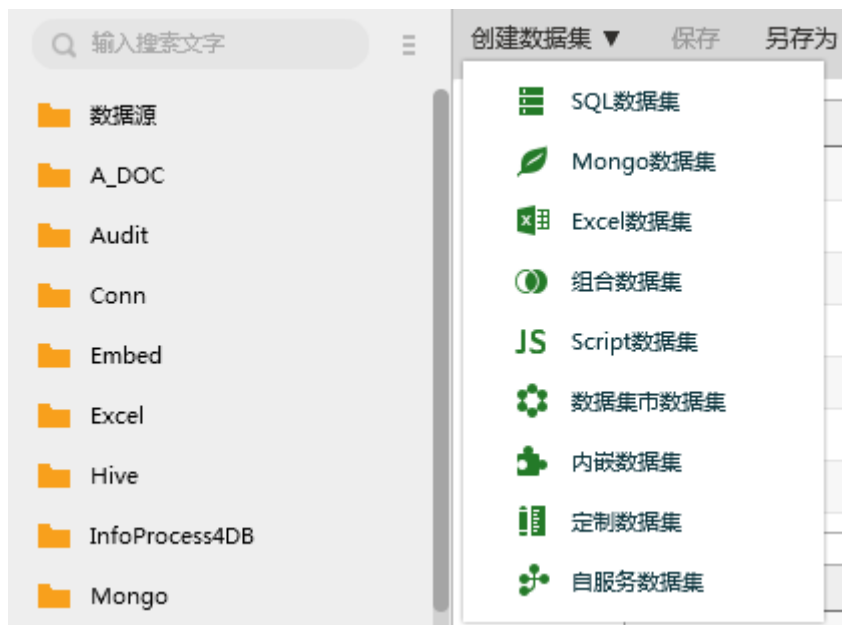 输入搜索文字
数据源
A_DOC
Audit
Conn
Embed
Excel
Hive
InfoProcess4DB
Mongo
创建数据集 ▼ 保存 另存为
SQL数据集
Mongo数据集
Excel数据集
组合数据集
JS Script数据集
数据集市数据集
内嵌数据集
定制数据集
自服务数据集